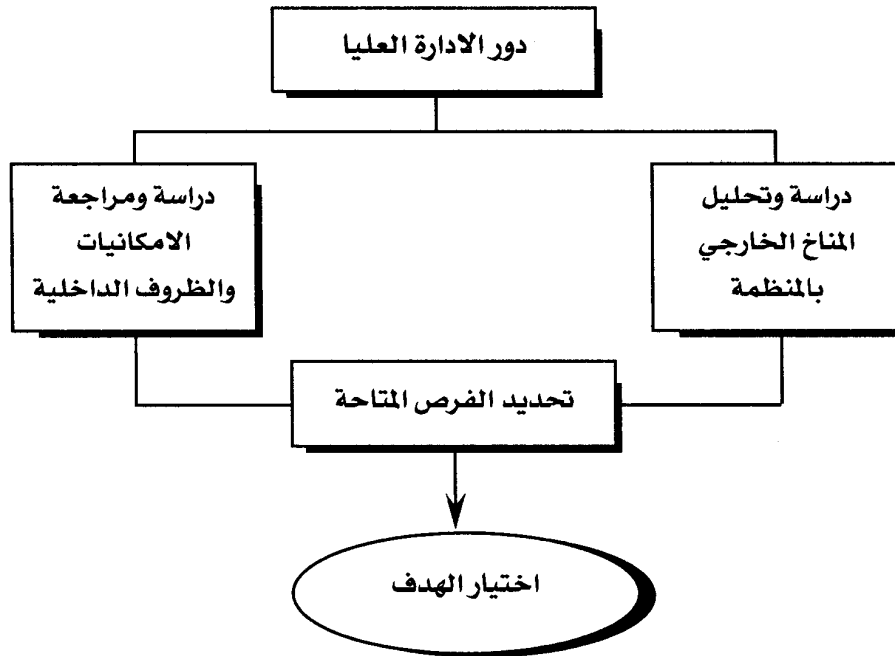 دور الادارة العليا
دراسة وتحليل
المناخ الخارجي
بالمنظمة
دراسة ومراجعة
الامكانيات
والظروف الداخلية
تحديد الفرص المتاحة
اختيار الهدف